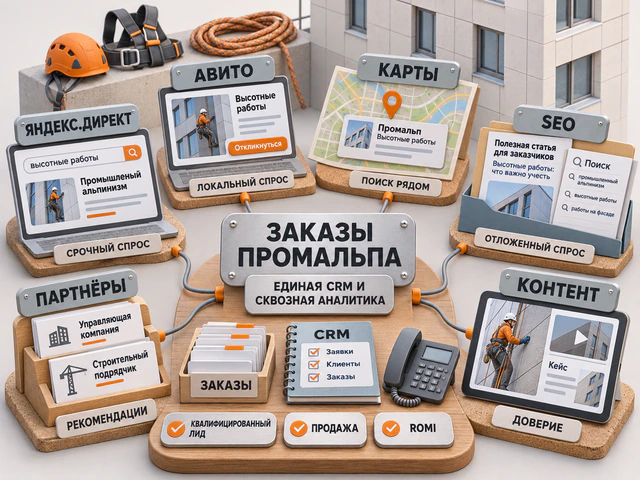 АВИТО
Высотные
работы
Откликнуться
ЛОКАЛЬНЫЙ СПРОС
КАРТЫ
Промальп
Высотные работы
ПОИСК РЯДОМ
ЯНДЕКС.ДИРЕКТ
высотные работы
Промышленый
альпинизм
СРОЧНЫЙ СПРОС
SEO
Полезная статья
для заказчиков
Высотные работы:
что важно учесть
Поиск
промышленный
альпинизм
высотные работы
работы на фасаде
ОТЛОЖЕННЫЙ СПРОС
ЗАКАЗЫ
ПРОМАЛЬПА
ЕДИНАЯ CRM И
СКВОЗНАЯ АНАЛИТИКА
ПАРТНЁРЫ
Управляющая
компания
Строительный
подрядчик
РЕКОМЕНДАЦИИ
ЗАКАЗЫ
CRM
Заявки
Клиенты
Заказы
КОНТЕНТ
Кейс
ДОВЕРИЕ
КВАЛИФИЦИРОВАННЫЙ
ЛИД
ПРОДАЖА
ROMI